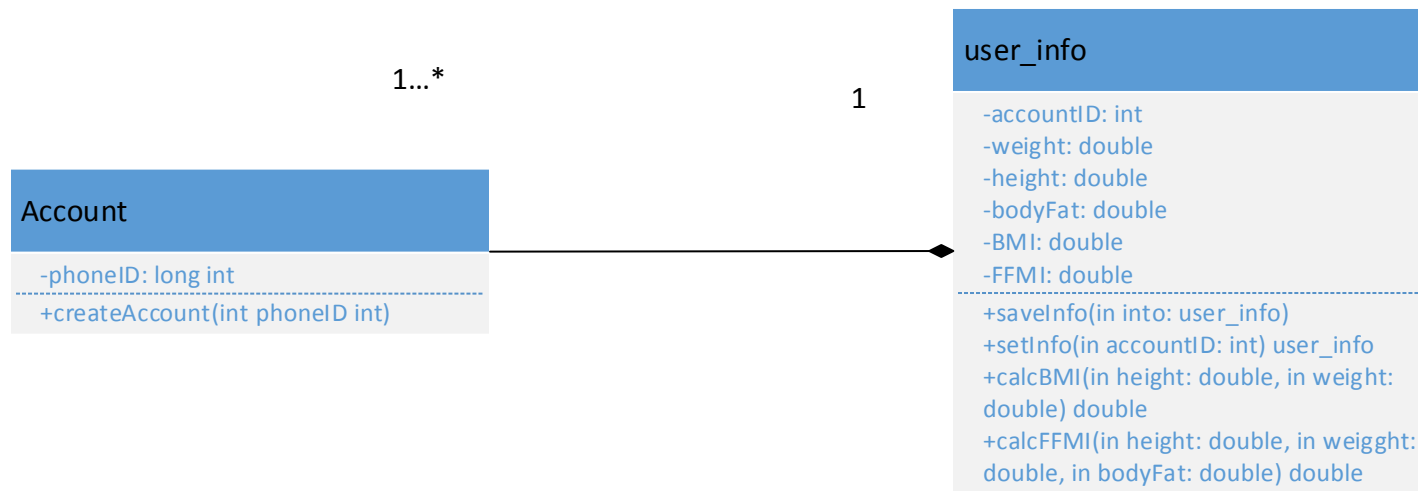 1...*
1
Account
-phoneID: long int
+createAccount(int phoneID int)
user_info
-accountID: int
-weight: double
-height: double
-bodyFat: double
-BMI: double
-FFMI: double
+saveInfo(in into: user_info)
+setInfo(in accountID: int) user_info
+calcBMI(in height: double, in weight:
double) double
+calcFFMI(in height: double, in weigght:
double, in bodyFat: double) double